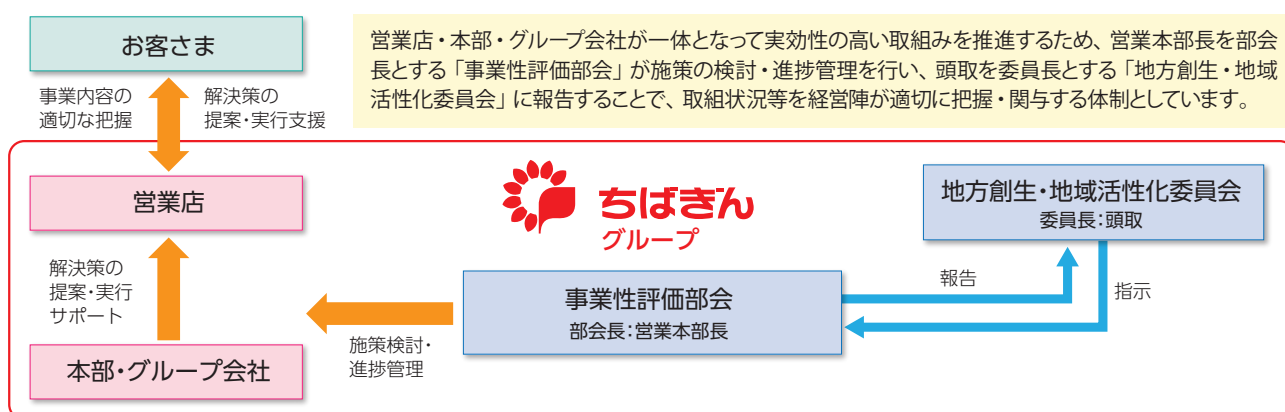 お客さま
営業店・本部・グループ会社が一体となって実効性の高い取組みを推進するため、営業本部長を部会
長とする「事業性評価部会」が施策の検討・進捗管理を行い、頭取を委員長とする「地方創生・地域
活性化委員会」に報告することで、取組状況等を経営陣が適切に把握・関与する体制としています。
事業内容の
適切な把握
解決策の
提案・実行支援
営業店
ちばぎん
グループ
地方創生・地域活性化委員会
委員長:頭取
解決策の
提案・実行
サポート
事業性評価部会
部会長:営業本部長
報告
指示
施策検討・
進捗管理
本部・グループ会社